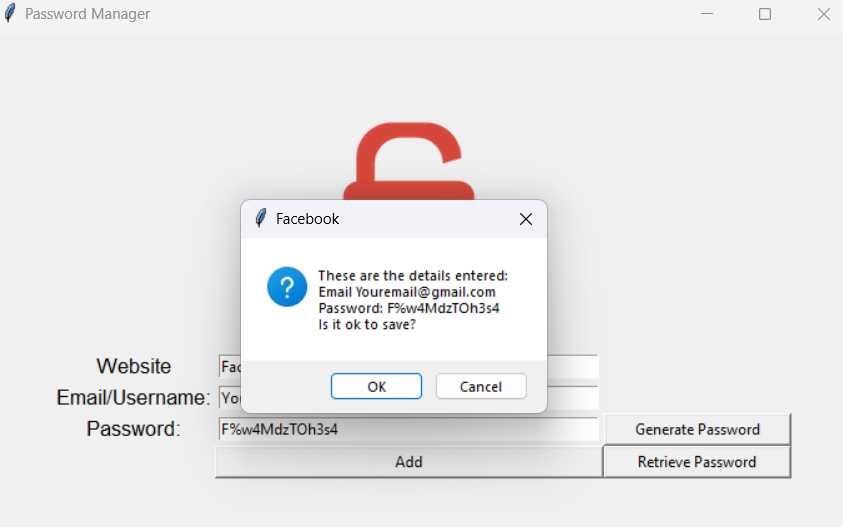 Password Manager
Facebook
These are the details entered:
Email Youremail@gmail.com
Password: F%w4MdzTOh3s4
Is it ok to save?
OK Cancel
Website Fac
Email/Username: You
Password: F%w4MdzTOh3s4 Generate Password
Add Retrieve Password